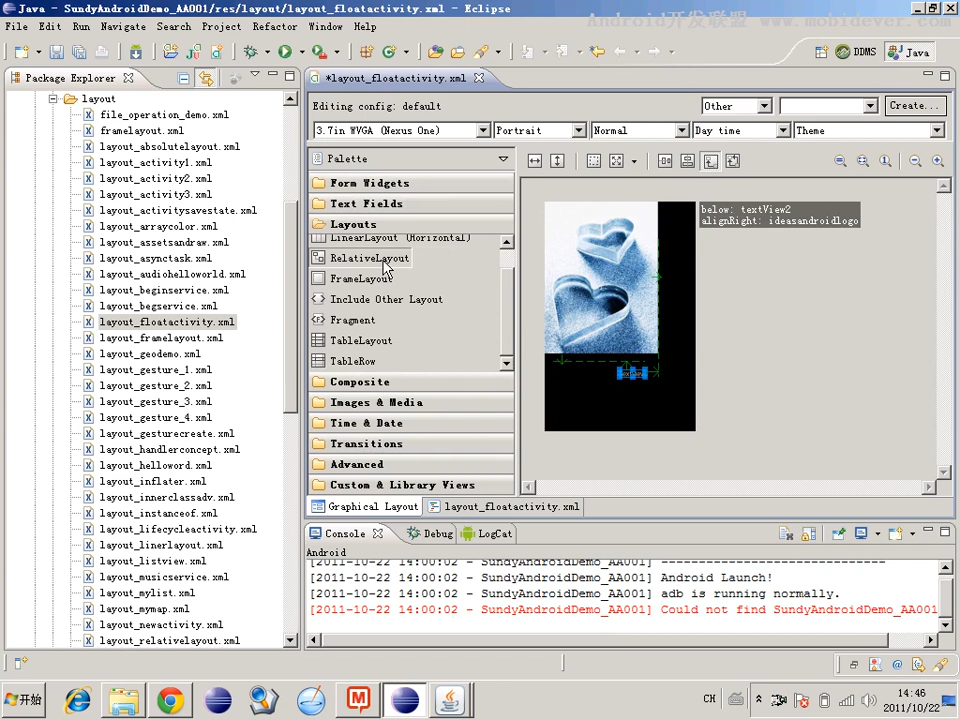 Java - SundyAndroidDemo_AA001/res/layout/layout_floatactivity.xml - Eclipse
Android开发联盟 www.mobidever.com
File Edit Run Navigate Search Project Refactor Window Help
DDMS Java
Package Explorer
*layout_floatactivity.xml
layout
file_operation_demo.xml
framelayout.xml
layout_absolutelayout.xml
layout_activity1.xml
layout_activity2.xml
layout_activity3.xml
layout_activitysavestate.xml
layout_arraycolor.xml
layout_assetsdraw.xml
layout_asynctask.xml
layout_audiohelloworld.xml
layout_beginservice.xml
layout_begservice.xml
layout_floatactivity.xml
layout_framelayout.xml
layout_geodemo.xml
layout_gesture_1.xml
layout_gesture_2.xml
layout_gesture_3.xml
layout_gesture_4.xml
layout_gesturecreate.xml
layout_handlerconcept.xml
layout_helloword.xml
layout_inflater.xml
layout_innerclassadv.xml
layout_instanceof.xml
layout_lifecycleactivity.xml
layout_linerlayout.xml
layout_listview.xml
layout_musicservice.xml
layout_mylist.xml
layout_mymap.xml
layout_newactivity.xml
layout_relativelayout.xml
Editing config: default
Other
Create...
3.7in WVGA (Nexus One)
Portrait
Normal
Day time
Theme
Palette
Form Widgets
Text Fields
Layouts
LinearLayout (Horizontal)
RelativeLayout
FrameLayout
Include Other Layout
Fragment
TableLayout
TableRow
Composite
Images & Media
Time & Date
Transitions
Advanced
Custom & Library Views
below: textView2
alignRight: ideasandroidlogo
Graphical Layout
layout_floatactivity.xml
Console
Debug
LogCat
Android
[2011-10-22 14:00:02 - SundyAndroidDemo_AA001] ------------------------------
[2011-10-22 14:00:02 - SundyAndroidDemo_AA001] Android Launch!
[2011-10-22 14:00:02 - SundyAndroidDemo_AA001] adb is running normally.
[2011-10-22 14:00:02 - SundyAndroidDemo_AA001] Could not find SundyAndroidDemo_AA001
开始
CH
14:46
2011/10/22